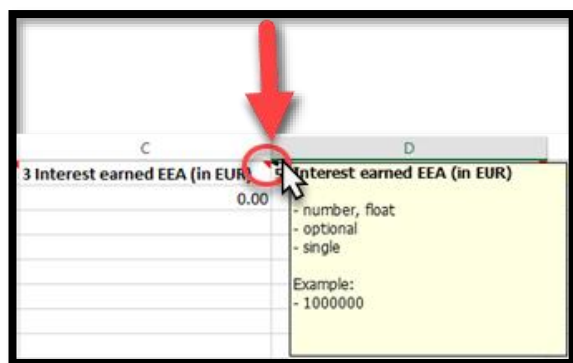 C
D
3 Interest earned EEA (in EUR)
0.00
Interest earned EEA (in EUR)
- number, float
- optional
- single
Example:
- 1000000